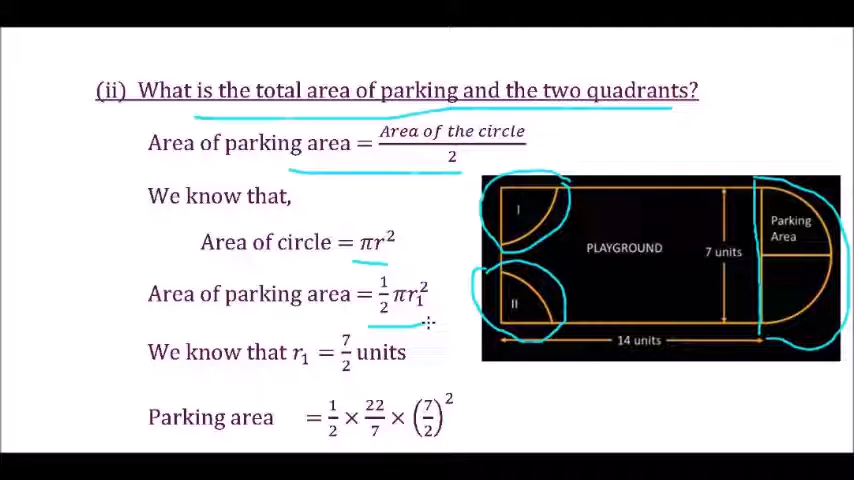 (ii) What is the total area of parking and the two quadrants?
Area of parking area = Area of the circle / 2
We know that,
Area of circle = πr²
Area of parking area = 1/2 πr₁²
We know that r₁ = 7/2 units
Parking area = 1/2 × 22/7 × (7/2)²
I
Parking
Area
PLAYGROUND
7 units
II
14 units